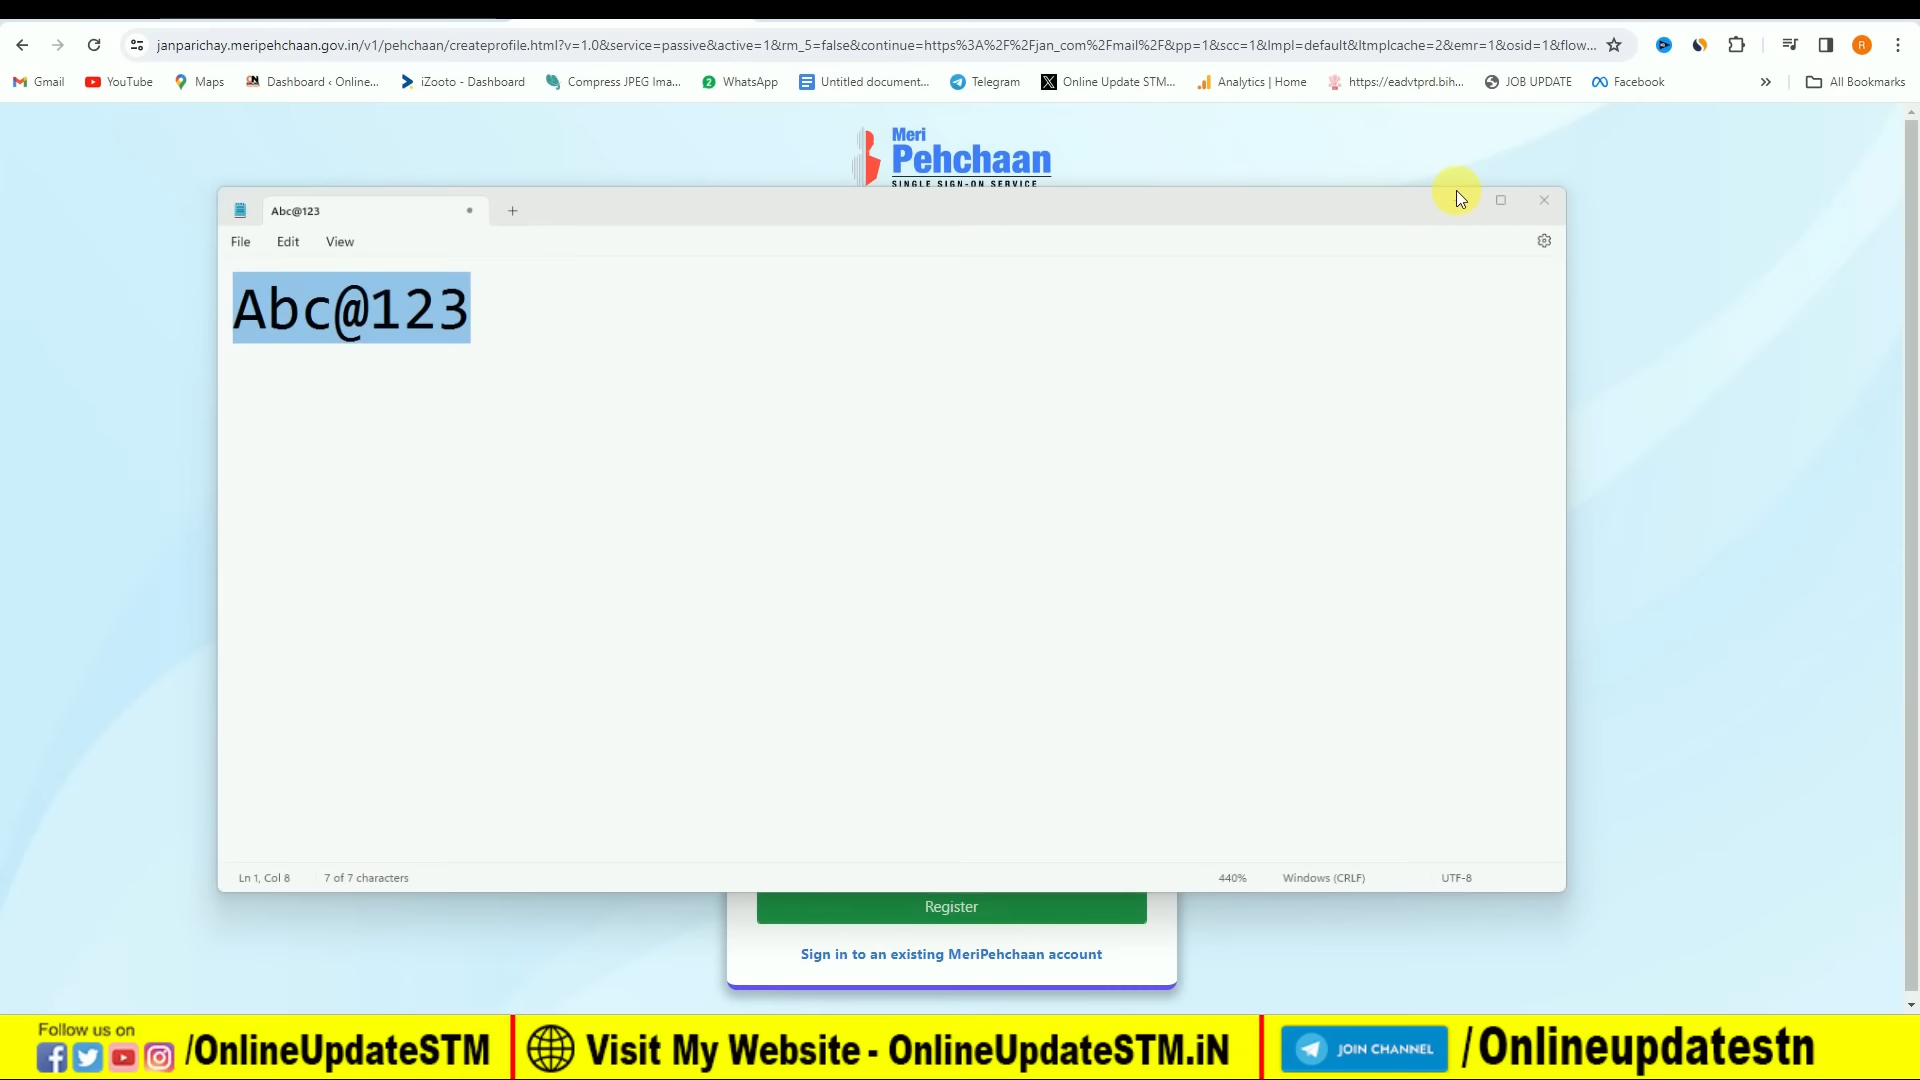 janparichay.meripehchaan.gov.in/v1/pehchaan/createprofile.html?v=1.0&service=passive&active=1&rm_5=false&continue=https%3A%2F%2Fjan_com%2Fmail%2F&pp=1&scc=1&lmpl=default&ltmplcache=2&emr=1&osid=1&flow...
R
Gmail YouTube Maps Dashboard ‹ Online... iZooto - Dashboard Compress JPEG Ima... 2 WhatsApp Untitled document... Telegram Online Update STM... Analytics | Home https://eadvtprd.bih... JOB UPDATE Facebook » All Bookmarks
Meri
Pehchaan
SINGLE SIGN-ON SERVICE
Abc@123
File Edit View
Abc@123
Ln 1, Col 8 7 of 7 characters 440% Windows (CRLF) UTF-8
Register
Sign in to an existing MeriPehchaan account
Follow us on
/OnlineUpdateSTM Visit My Website - OnlineUpdateSTM.iN JOIN CHANNEL /Onlineupdatestn